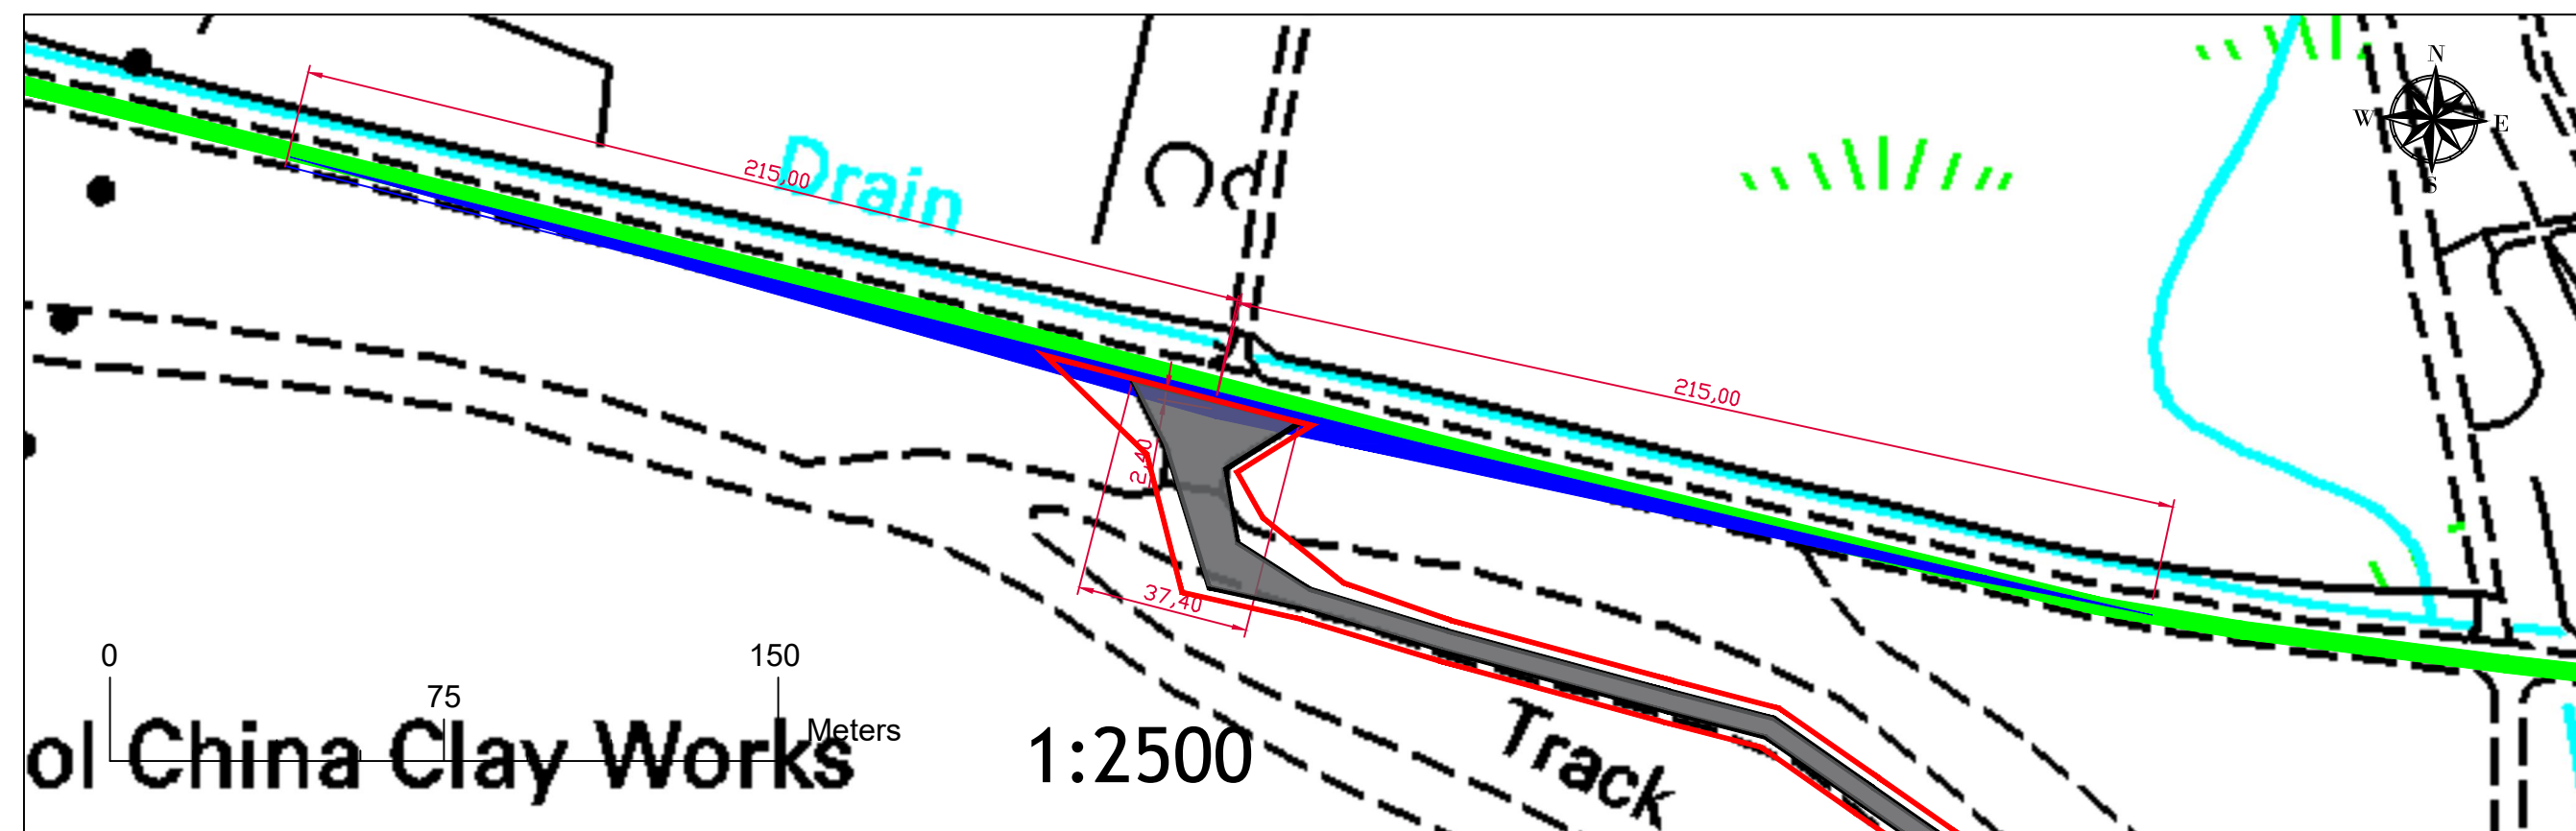 N
W E
S
Drain
215,00
215,00
2,40
37,40
0 75 150
Meters
ol China Clay Works
1:2500
Track